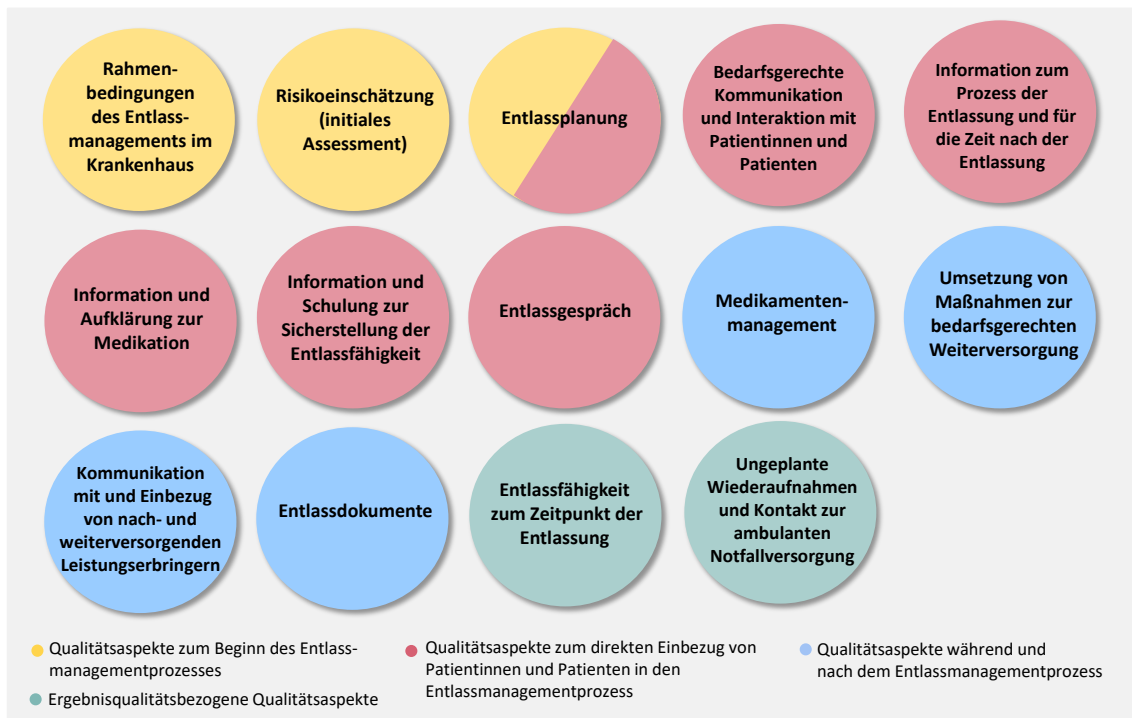 Rahmen-
bedingungen
des Entlass-
managements im
Krankenhaus
Risikoeinschätzung
(initiales
Assessment)
Entlassplanung
Bedarfsgerechte
Kommunikation
und Interaktion mit
Patientinnen und
Patienten
Information zum
Prozess der
Entlassung und für
die Zeit nach der
Entlassung
Information und
Aufklärung zur
Medikation
Information und
Schulung zur
Sicherstellung der
Entlassfähigkeit
Entlassgespräch
Medikamenten-
management
Umsetzung von
Maßnahmen zur
bedarfsgerechten
Weiterversorgung
Kommunikation
mit und Einbezug
von nach- und
weiterversorgenden
Leistungserbringern
Entlassdokumente
Entlassfähigkeit
zum Zeitpunkt der
Entlassung
Ungeplante
Wiederaufnahmen
und Kontakt zur
ambulanten
Notfallversorgung
Qualitätsaspekte zum Beginn des Entlass-
managementprozesses
Qualitätsaspekte zum direkten Einbezug von
Patientinnen und Patienten in den
Entlassmanagementprozess
Qualitätsaspekte während und
nach dem Entlassmanagementprozess
Ergebnisqualitätsbezogene Qualitätsaspekte